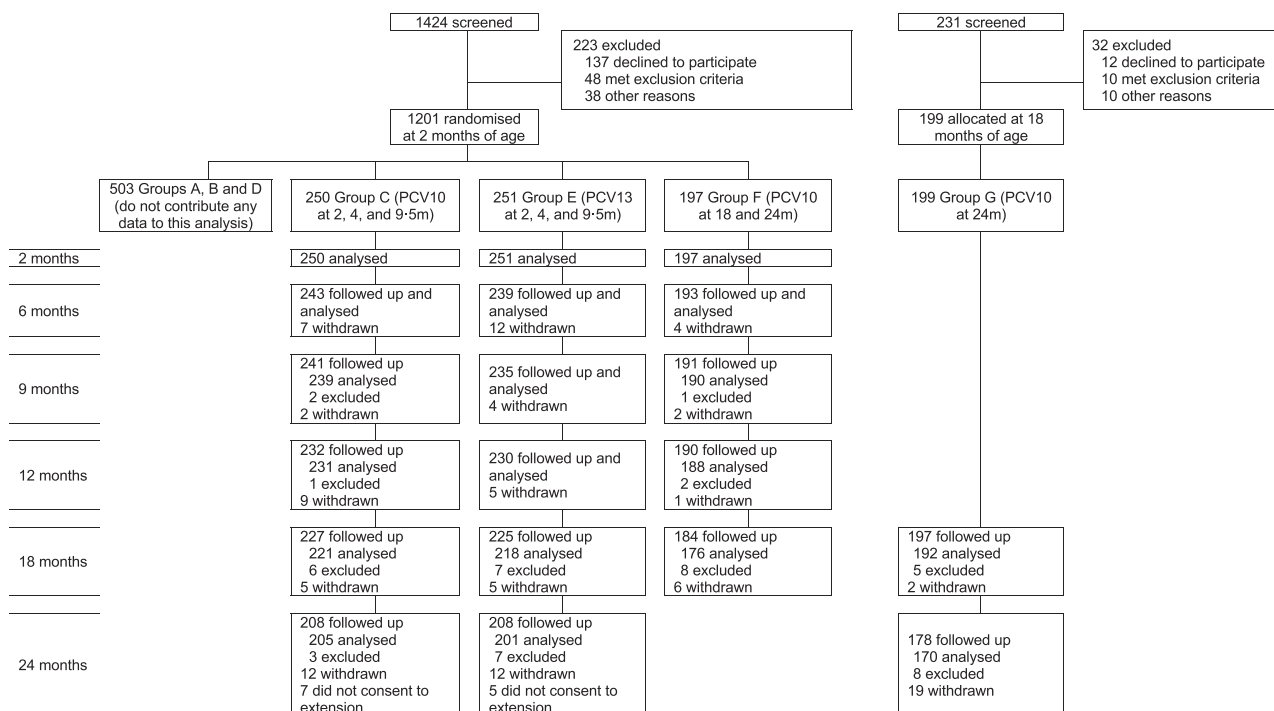 1424 screened
223 excluded
137 declined to participate
48 met exclusion criteria
38 other reasons
1201 randomised
at 2 months of age
231 screened
32 excluded
12 declined to participate
10 met exclusion criteria
10 other reasons
199 allocated at 18
months of age
503 Groups A, B and D
(do not contribute any
data to this analysis)
250 Group C (PCV10
at 2, 4, and 9·5m)
251 Group E (PCV13
at 2, 4, and 9·5m)
197 Group F (PCV10
at 18 and 24m)
199 Group G (PCV10
at 24m)
2 months
250 analysed
251 analysed
197 analysed
6 months
243 followed up and
analysed
7 withdrawn
239 followed up and
analysed
12 withdrawn
193 followed up and
analysed
4 withdrawn
9 months
241 followed up
239 analysed
2 excluded
2 withdrawn
235 followed up and
analysed
4 withdrawn
191 followed up
190 analysed
1 excluded
2 withdrawn
12 months
232 followed up
231 analysed
1 excluded
9 withdrawn
230 followed up and
analysed
5 withdrawn
190 followed up
188 analysed
2 excluded
1 withdrawn
18 months
227 followed up
221 analysed
6 excluded
5 withdrawn
225 followed up
218 analysed
7 excluded
5 withdrawn
184 followed up
176 analysed
8 excluded
6 withdrawn
197 followed up
192 analysed
5 excluded
2 withdrawn
24 months
208 followed up
205 analysed
3 excluded
12 withdrawn
7 did not consent to
extension
208 followed up
201 analysed
7 excluded
12 withdrawn
5 did not consent to
extension
178 followed up
170 analysed
8 excluded
19 withdrawn